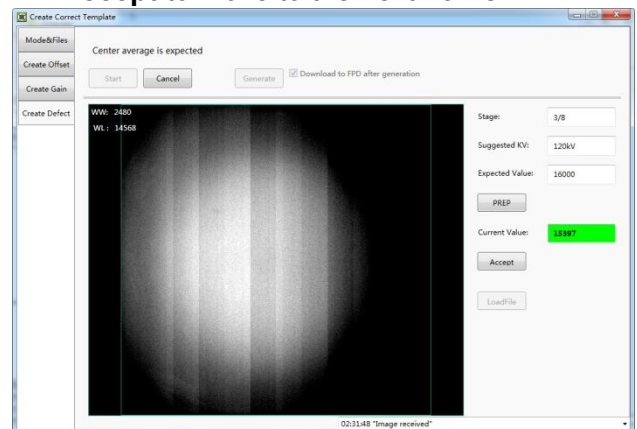 Create Correct Template
Mode&Files
Create Offset
Create Gain
Create Defect
Center average is expected
Start
Cancel
Generate
Download to FPD after generation
WW: 2480
WL: 14568
Stage:
3/8
Suggested KV:
120kV
Expected Value:
16000
PREP
Current Value:
15397
Accept
LoadFile
02:31:48 "Image received"